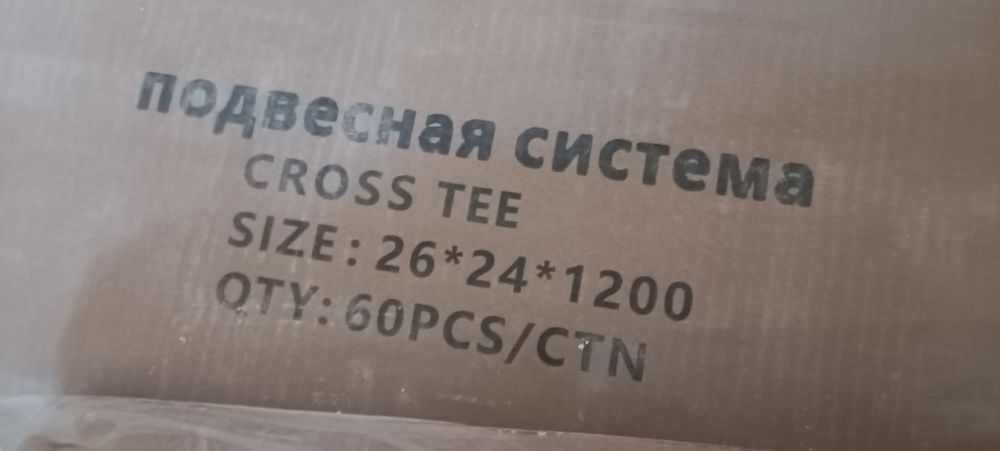 подвесная система
CROSS TEE
SIZE: 26*24*1200
QTY: 60PCS/CTN